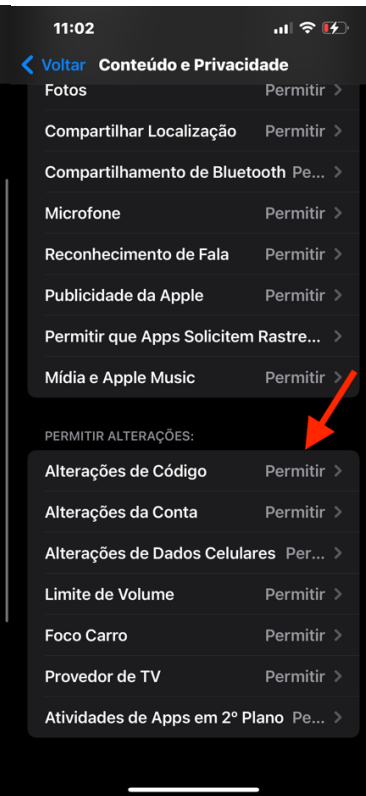 11:02
Voltar Conteúdo e Privacidade
Fotos Permitir
Compartilhar Localização Permitir
Compartilhamento de Bluetooth Pe...
Microfone Permitir
Reconhecimento de Fala Permitir
Publicidade da Apple Permitir
Permitir que Apps Solicitem Rastre...
Mídia e Apple Music Permitir
PERMITIR ALTERAÇÕES:
Alterações de Código Permitir
Alterações da Conta Permitir
Alterações de Dados Celulares Per...
Limite de Volume Permitir
Foco Carro Permitir
Provedor de TV Permitir
Atividades de Apps em 2º Plano Pe...